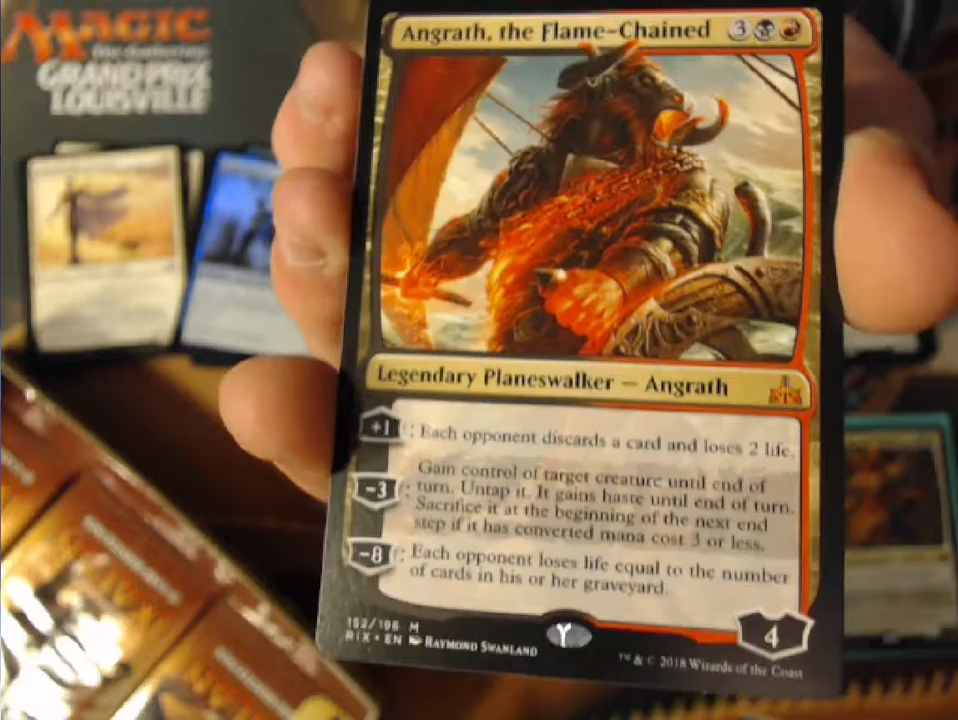 MAGIC
The Gathering
GRAND PRIX
LOUISVILLE
Angrath, the Flame-Chained 3
Legendary Planeswalker — Angrath
+1: Each opponent discards a card and loses 2 life.
-3: Gain control of target creature until end of
turn. Untap it. It gains haste until end of turn.
Sacrifice it at the beginning of the next end
step if it has converted mana cost 3 or less.
-8: Each opponent loses life equal to the number
of cards in his or her graveyard.
152/196 M
RIX • EN RAYMOND SWANLAND
4
™ & © 2018 Wizards of the Coast